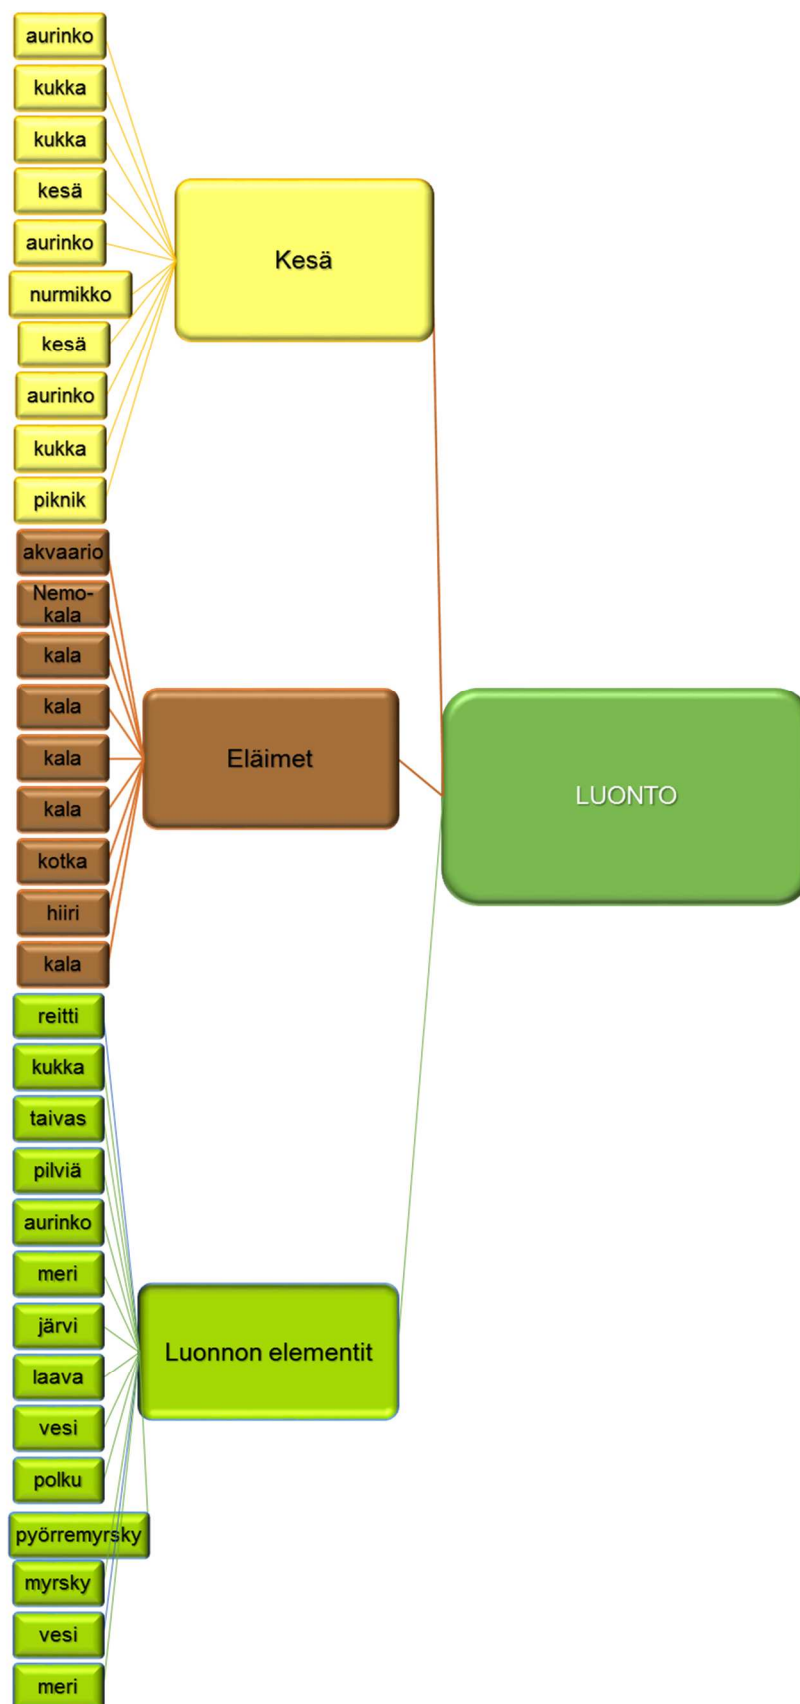 aurinko
kukka
kukka
kesä
aurinko
nurmikko
kesä
aurinko
kukka
piknik
Kesä
akvaario
Nemo-
kala
kala
kala
kala
kala
kotka
hiiri
kala
Eläimet
LUONTO
reitti
kukka
taivas
pilviä
aurinko
meri
järvi
laava
vesi
polku
pyörremyrsky
myrsky
vesi
meri
Luonnon elementit